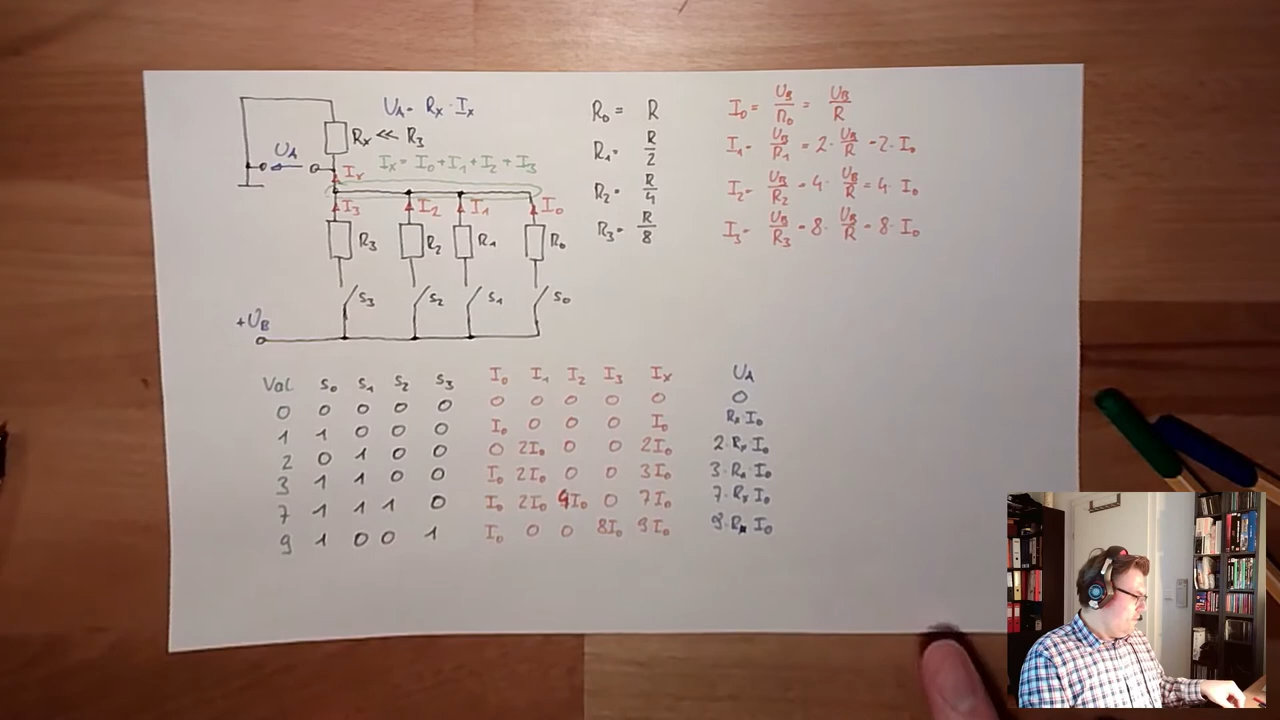 U_A = R_X · I_X
R_X ≪ R_3
U_A
I_X
I_X = I_0 + I_1 + I_2 + I_3
I_3 I_2 I_1 I_0
R_3 R_2 R_1 R_0
S_3 S_2 S_1 S_0
+U_B
R_0 = R
R_1 = R/2
R_2 = R/4
R_3 = R/8
I_0 = U_B/R_0 = U_B/R
I_1 = U_B/R_1 = 2 · U_B/R = 2 · I_0
I_2 = U_B/R_2 = 4 · U_B/R = 4 · I_0
I_3 = U_B/R_3 = 8 · U_B/R = 8 · I_0
Val S_0 S_1 S_2 S_3 I_0 I_1 I_2 I_3 I_X U_A
0 0 0 0 0 0 0 0 0 0 0
1 1 0 0 0 I_0 0 0 0 I_0 R_X·I_0
2 0 1 0 0 0 2I_0 0 0 2I_0 2·R_X I_0
3 1 1 0 0 I_0 2I_0 0 0 3I_0 3·R_X I_0
7 1 1 1 0 I_0 2I_0 4I_0 0 7I_0 7·R_X I_0
9 1 0 0 1 I_0 0 0 8I_0 9I_0 9·R_X I_0